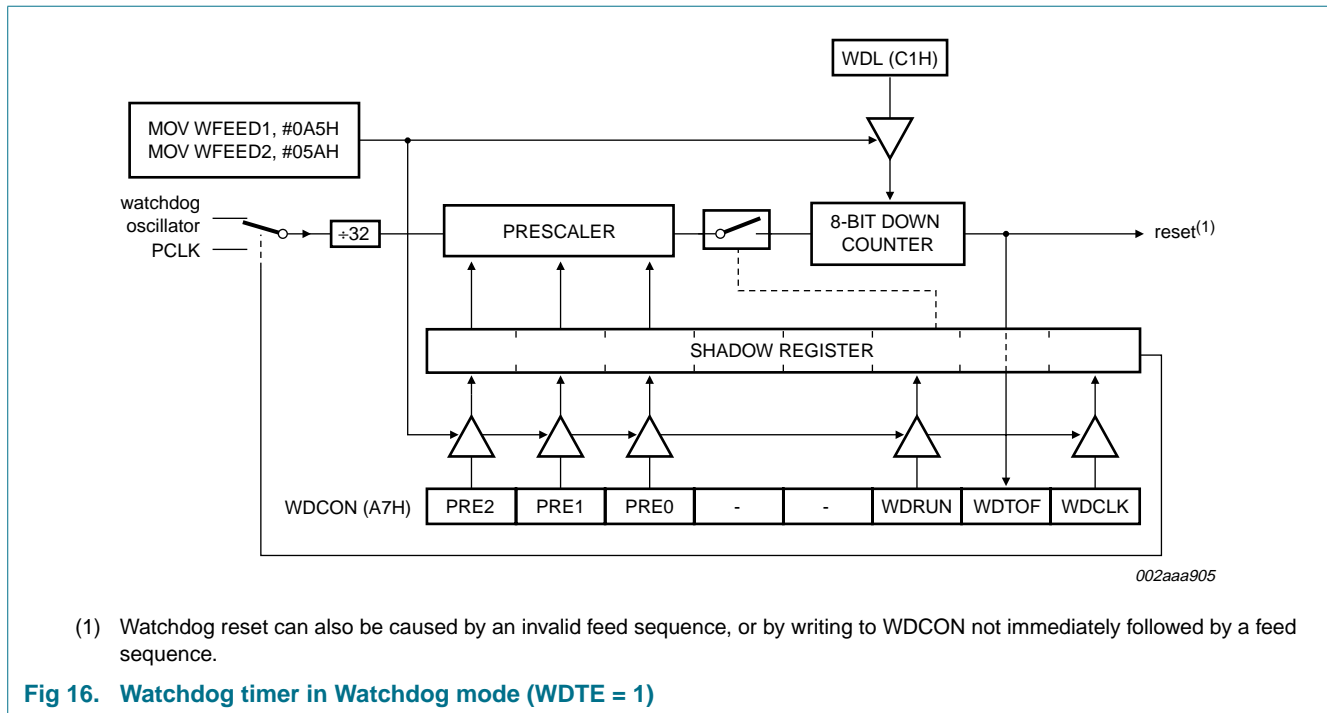 WDL (C1H)
MOV WFEED1, #0A5H
MOV WFEED2, #05AH
watchdog
oscillator
PCLK
÷32
PRESCALER
8-BIT DOWN
COUNTER
reset(1)
SHADOW REGISTER
WDCON (A7H)
PRE2
PRE1
PRE0
-
-
WDRUN
WDTOF
WDCLK
002aaa905
(1) Watchdog reset can also be caused by an invalid feed sequence, or by writing to WDCON not immediately followed by a feed
sequence.
Fig 16. Watchdog timer in Watchdog mode (WDTE = 1)